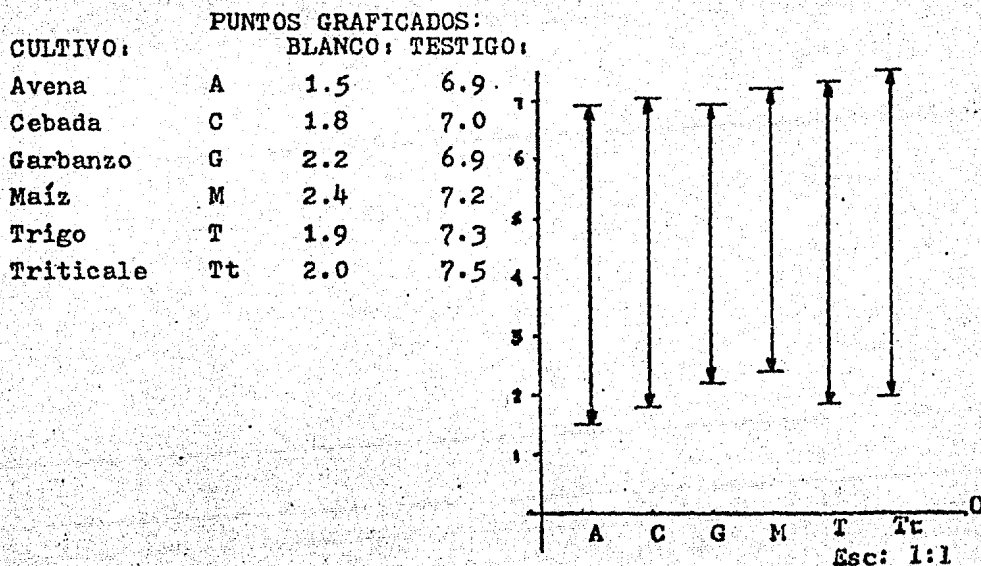 PUNTOS GRAFICADOS:
CULTIVO: BLANCO: TESTIGO:
Avena A 1.5 6.9
Cebada C 1.8 7.0
Garbanzo G 2.2 6.9
Maíz M 2.4 7.2
Trigo T 1.9 7.3
Triticale Tt 2.0 7.5
7
6
5
4
3
2
1
A C G M T Tt C
Esc: 1:1